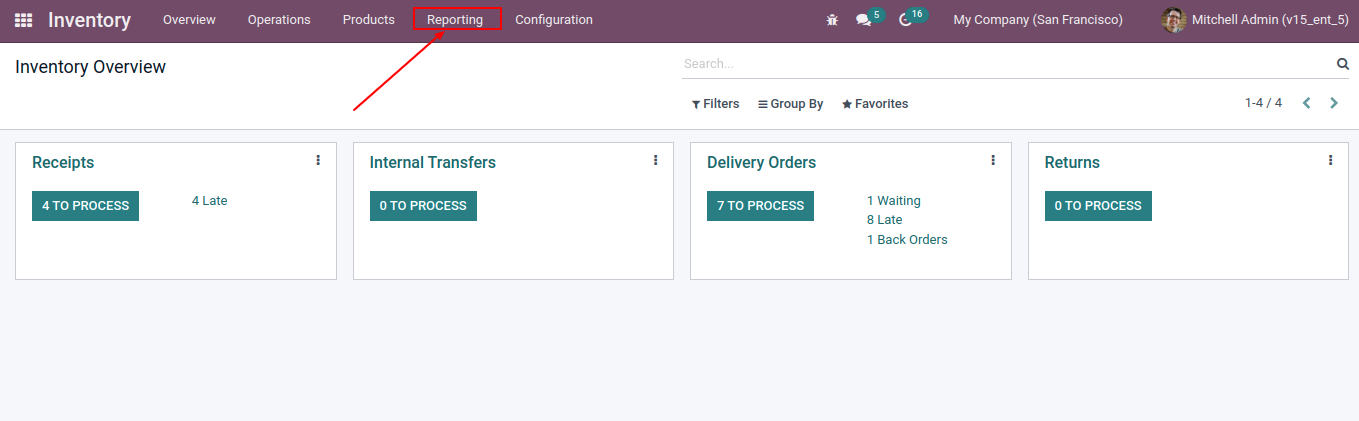 Inventory Overview Operations Products Reporting Configuration 5 16 My Company (San Francisco) Mitchell Admin (v15_ent_5)
Inventory Overview Search...
Filters Group By Favorites 1-4 / 4
Receipts
4 TO PROCESS 4 Late
Internal Transfers
0 TO PROCESS
Delivery Orders
7 TO PROCESS 1 Waiting
8 Late
1 Back Orders
Returns
0 TO PROCESS